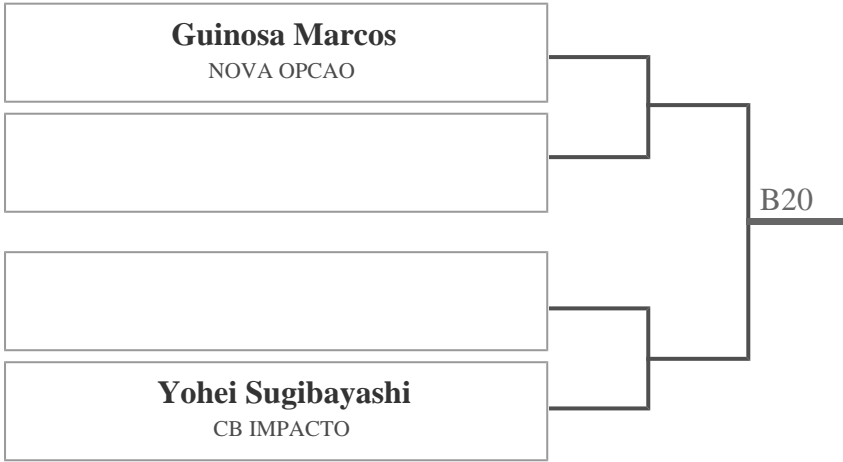 Guinosa Marcos
NOVA OPCAO
B20
Yohei Sugibayashi
CB IMPACTO